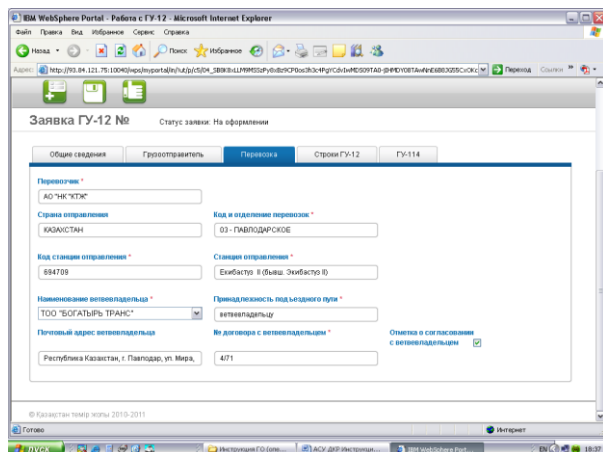 IBM WebSphere Portal - Работа с ГУ-12 - Microsoft Internet Explorer
Файл Правка Вид Избранное Сервис Справка
Назад Поиск Избранное
Адрес: Переход Ссылки
Заявка ГУ-12 № Статус заявки: На оформлении
Общие сведения Грузоотправитель Перевозка Строки ГУ-12 ГУ-114
Перевозчик *
АО "НК "КТЖ"
Страна отправления Код и отделение перевозок *
КАЗАХСТАН 03 - ПАВЛОДАРСКОЕ
Код станции отправления * Станция отправления *
694709 Екибастуз II (бывш. Экибастуз II)
Наименование ветвевладельца * Принадлежность подъездного пути *
ТОО "БОГАТЫРЬ ТРАНС" ветвевладельцу
Почтовый адрес ветвевладельца № договора с ветвевладельцем * Отметка о согласовании
с ветвевладельцем
Республика Казахстан, г. Павлодар, ул. Мира, 4/71
© Казақстан темір жолы 2010-2011
Готово Интернет
пуск Инструкция ГО (опе... АСУ ДКР Инструкци... IBM WebSphere Port... EN 16:37